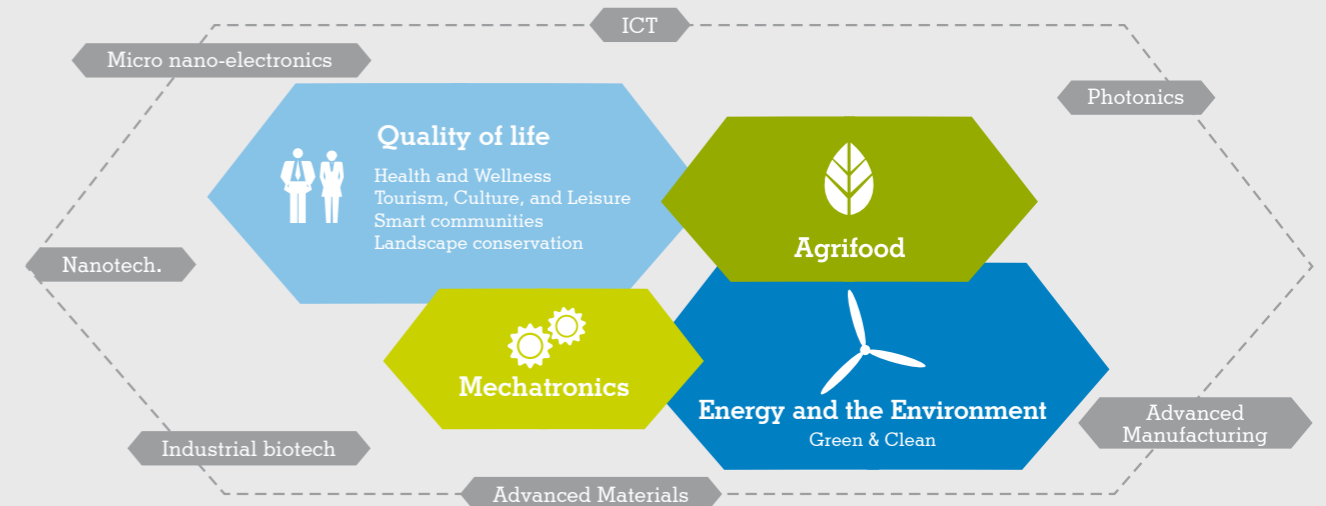 ICT
Micro nano-electronics
Photonics
Quality of life
Health and Wellness
Tourism, Culture, and Leisure
Smart communities
Landscape conservation
Agrifood
Nanotech.
Mechatronics
Energy and the Environment
Green & Clean
Advanced
Manufacturing
Industrial biotech
Advanced Materials